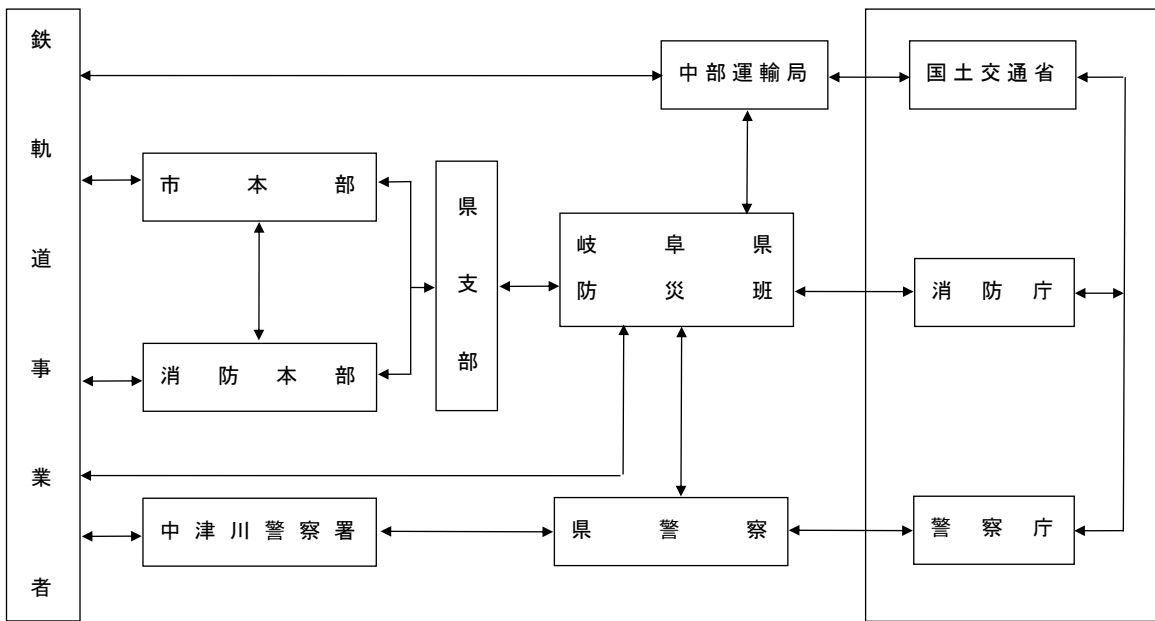 鉄軌道事業者
中部運輸局
国土交通省
市本部
県支部
岐阜県
防災班
消防庁
消防本部
中津川警察署
県警察
警察庁